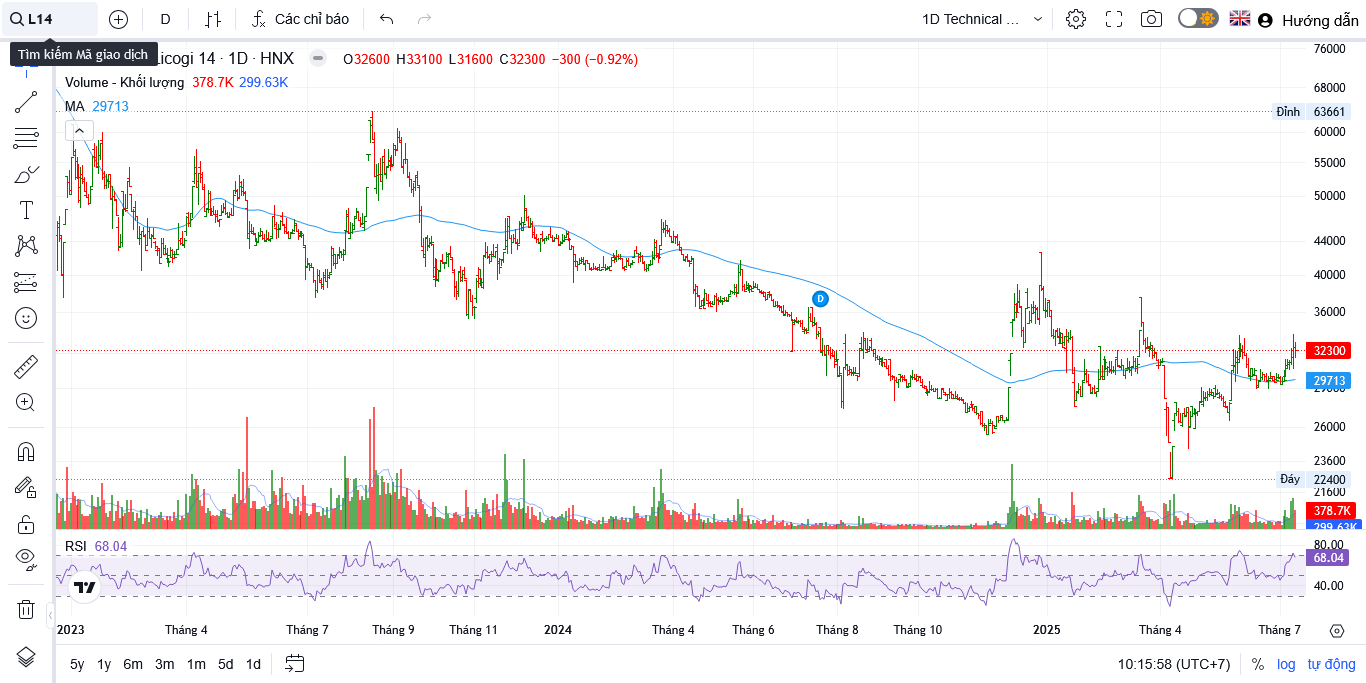 L14
D
Các chỉ báo
1D Technical ...
Hướng dẫn
Tìm kiếm Mã giao dịch
Licogi 14 · 1D · HNX
O32600 H33100 L31600 C32300 −300 (−0.92%)
Volume - Khối lượng 378.7K 299.63K
MA 29713
76000
68000
Đỉnh 63661
60000
55000
50000
44000
40000
D
36000
32300
29713
29000
26000
23600
Đáy 22400
21600
378.7K
299.63K
RSI 68.04
80.00
68.04
40.00
2023 Tháng 4 Tháng 7 Tháng 9 Tháng 11 2024 Tháng 4 Tháng 6 Tháng 8 Tháng 10 2025 Tháng 4 Tháng 7
5y 1y 6m 3m 1m 5d 1d
10:15:58 (UTC+7) % log tự động